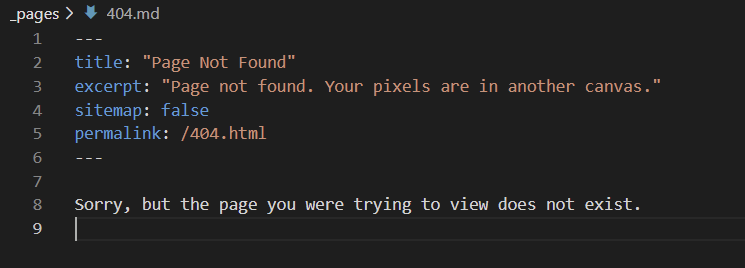 _pages > 404.md
1 ---
2 title: "Page Not Found"
3 excerpt: "Page not found. Your pixels are in another canvas."
4 sitemap: false
5 permalink: /404.html
6 ---
7
8 Sorry, but the page you were trying to view does not exist.
9